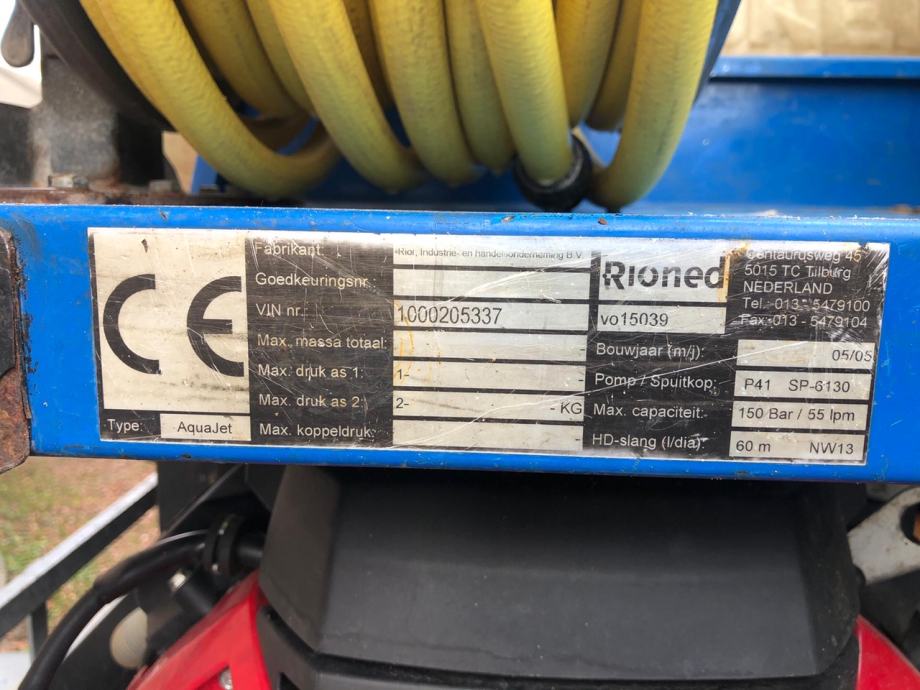 CE
Type: AquaJet
Fabrikant Rior, Industrie- en handelsonderneming B.V.
Goedkeuringsnr.
VIN nr.: 1000205337
Max. massa totaal:
Max. druk as 1: 1-
Max. druk as 2: 2- - KG
Max. koppeldruk:
Rioned
vo15039
Centaurusweg 45
5015 TC Tilburg
NEDERLAND
Tel.: 013 - 5479100
Fax: 013 - 5479104
Bouwjaar (m/j): 05/05
Pomp / Spuitkop: P41 SP-6130
Max. capaciteit: 150 Bar / 55 lpm
HD-slang (l/dia): 60 m NW13